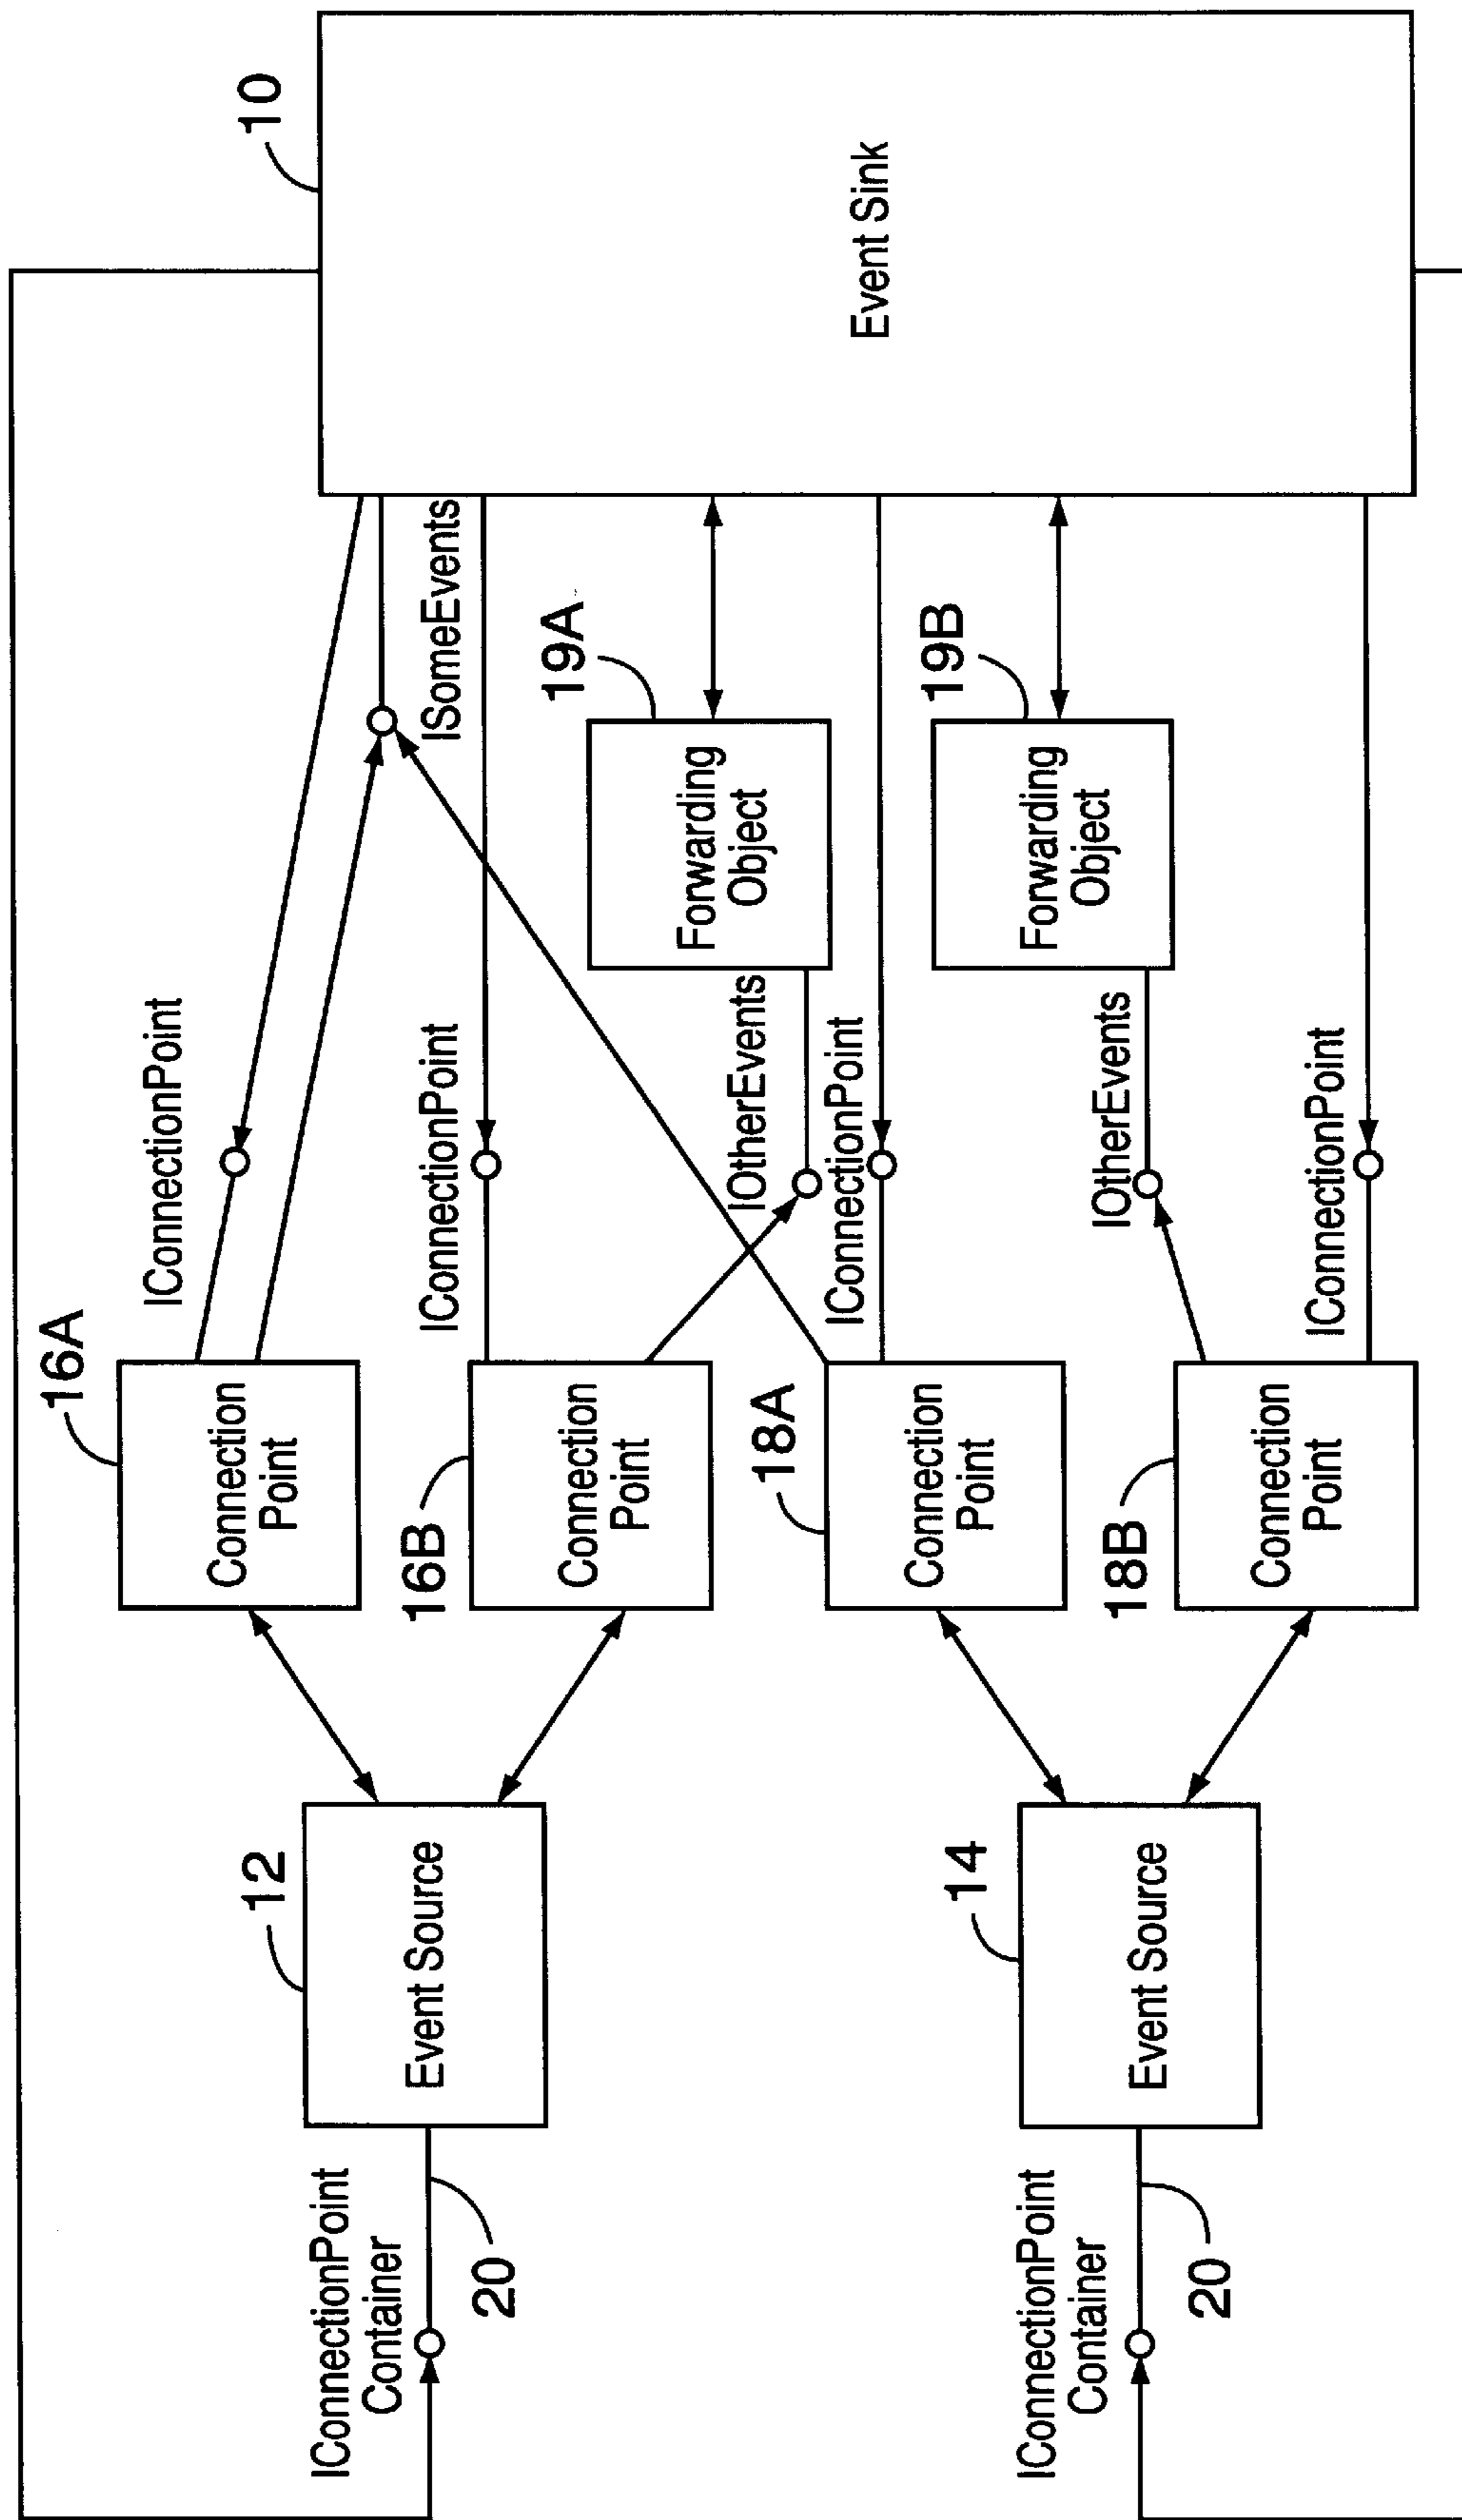 10
Event Sink
16A
IConnectionPoint
ISomeEvents
Connection
Point
12
Event Source
IConnectionPoint
Container
20
16B
IConnectionPoint
Connection
Point
19A
Forwarding
Object
IOtherEvents
18A
IConnectionPoint
Connection
Point
14
Event Source
IConnectionPoint
Container
20
19B
Forwarding
Object
IOtherEvents
18B
IConnectionPoint
Connection
Point